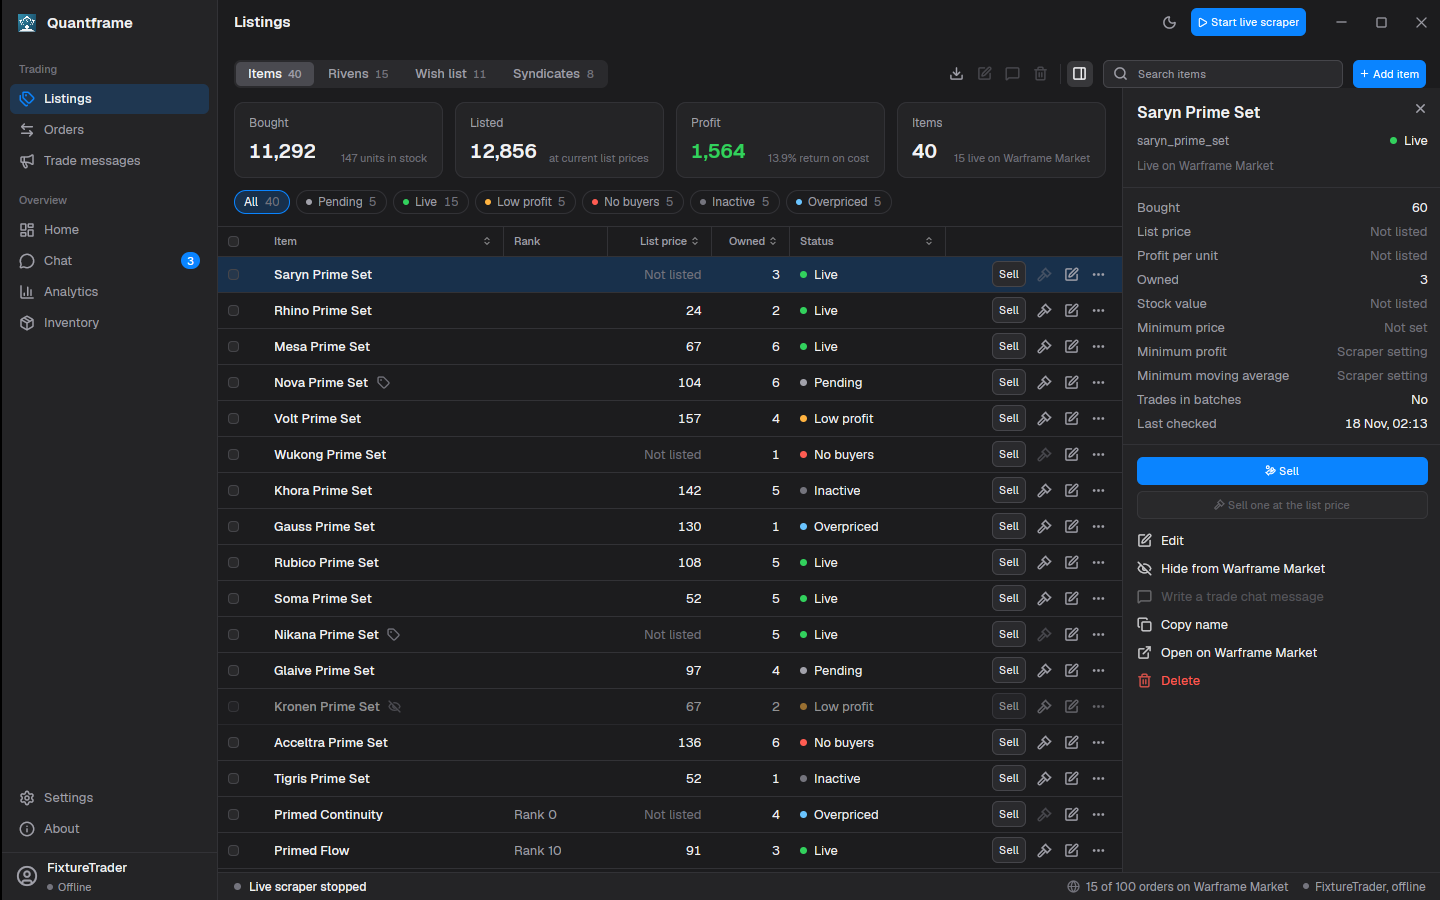 Quantframe
Listings
Start live scraper
Trading
Listings
Orders
Trade messages
Overview
Home
Chat 3
Analytics
Inventory
Settings
About
FixtureTrader
Offline
Items 40 Rivens 15 Wish list 11 Syndicates 8
Search items
Add item
Bought
11,292 147 units in stock
Listed
12,856 at current list prices
Profit
1,564 13.9% return on cost
Items
40 15 live on Warframe Market
All 40 Pending 5 Live 15 Low profit 5 No buyers 5 Inactive 5 Overpriced 5
Item Rank List price Owned Status
Saryn Prime Set Not listed 3 Live Sell
Rhino Prime Set 24 2 Live Sell
Mesa Prime Set 67 6 Live Sell
Nova Prime Set 104 6 Pending Sell
Volt Prime Set 157 4 Low profit Sell
Wukong Prime Set Not listed 1 No buyers Sell
Khora Prime Set 142 5 Inactive Sell
Gauss Prime Set 130 1 Overpriced Sell
Rubico Prime Set 108 5 Live Sell
Soma Prime Set 52 5 Live Sell
Nikana Prime Set Not listed 5 Live Sell
Glaive Prime Set 97 4 Pending Sell
Kronen Prime Set 67 2 Low profit Sell
Acceltra Prime Set 136 6 No buyers Sell
Tigris Prime Set 52 1 Inactive Sell
Primed Continuity Rank 0 Not listed 4 Overpriced Sell
Primed Flow Rank 10 91 3 Live Sell
Saryn Prime Set
saryn_prime_set Live
Live on Warframe Market
Bought 60
List price Not listed
Profit per unit Not listed
Owned 3
Stock value Not listed
Minimum price Not set
Minimum profit Scraper setting
Minimum moving average Scraper setting
Trades in batches No
Last checked 18 Nov, 02:13
Sell
Sell one at the list price
Edit
Hide from Warframe Market
Write a trade chat message
Copy name
Open on Warframe Market
Delete
Live scraper stopped
15 of 100 orders on Warframe Market
FixtureTrader, offline